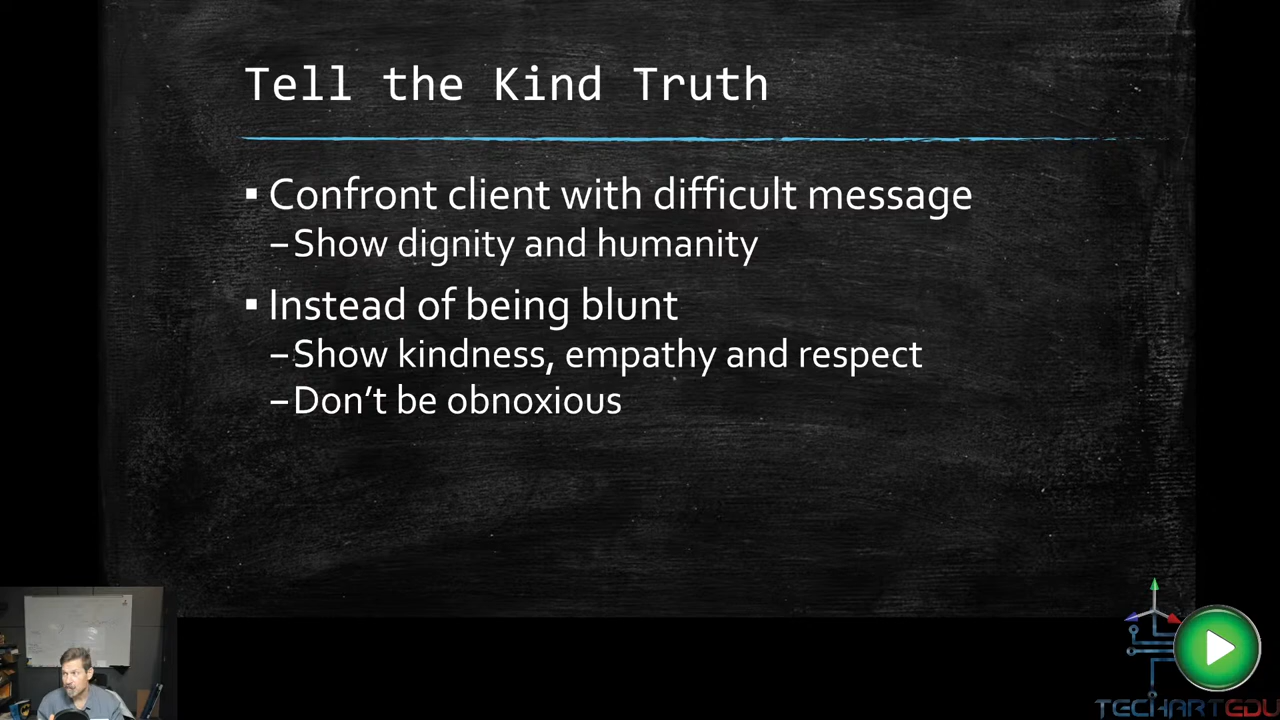 Tell the Kind Truth
▪ Confront client with difficult message
–Show dignity and humanity
▪ Instead of being blunt
–Show kindness, empathy and respect
–Don’t be obnoxious
TECHARTEDU